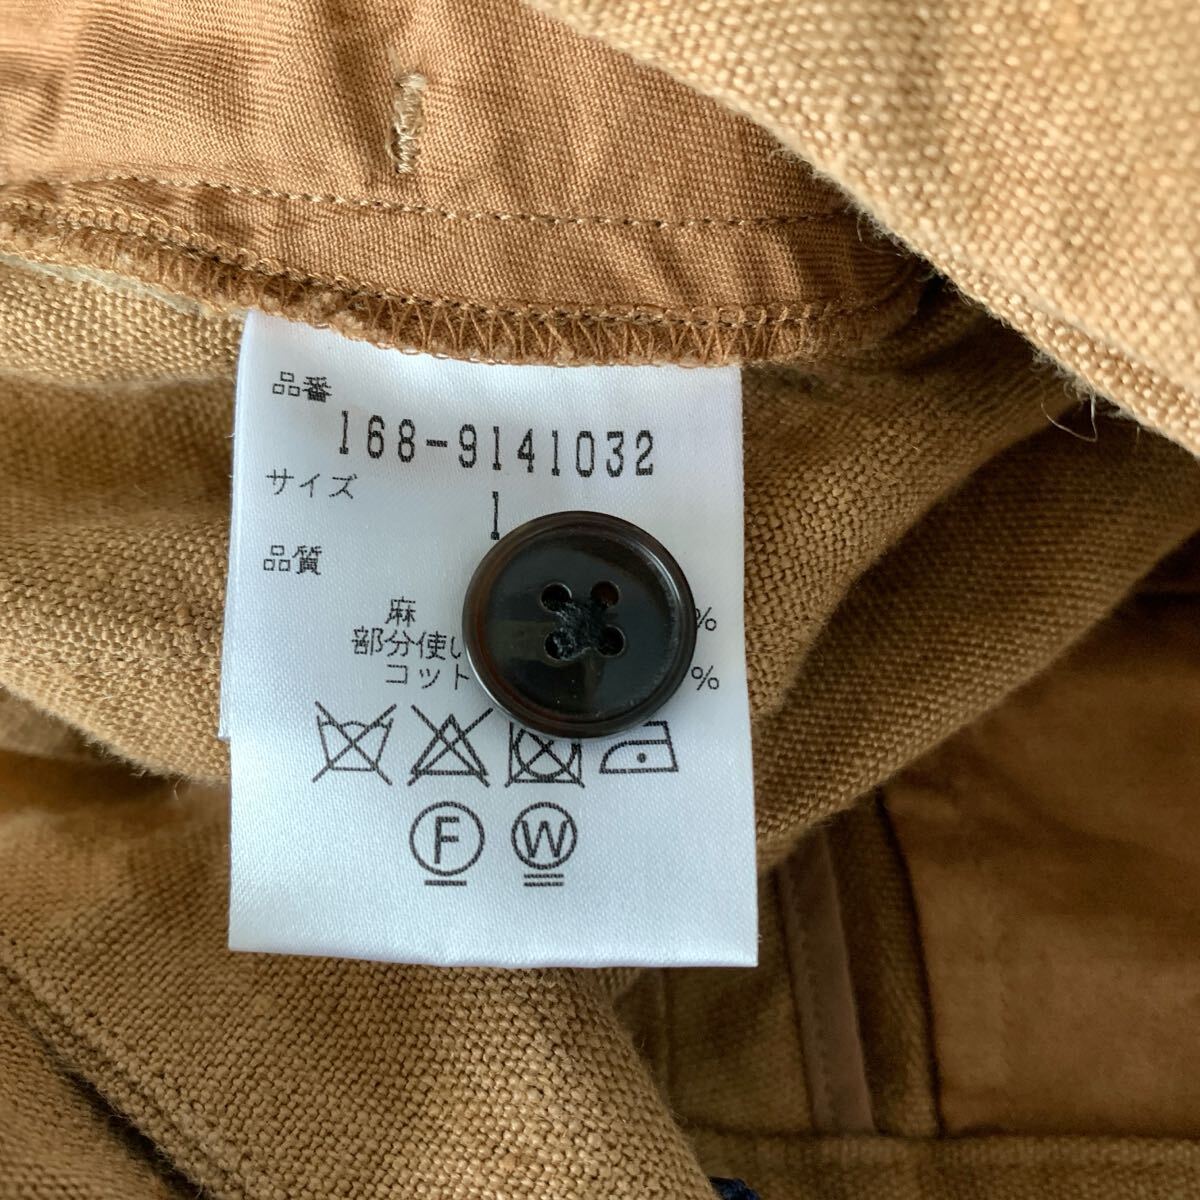 品番
168-9141032
サイズ
1
品質
麻 %
部分使い
コット %
F W